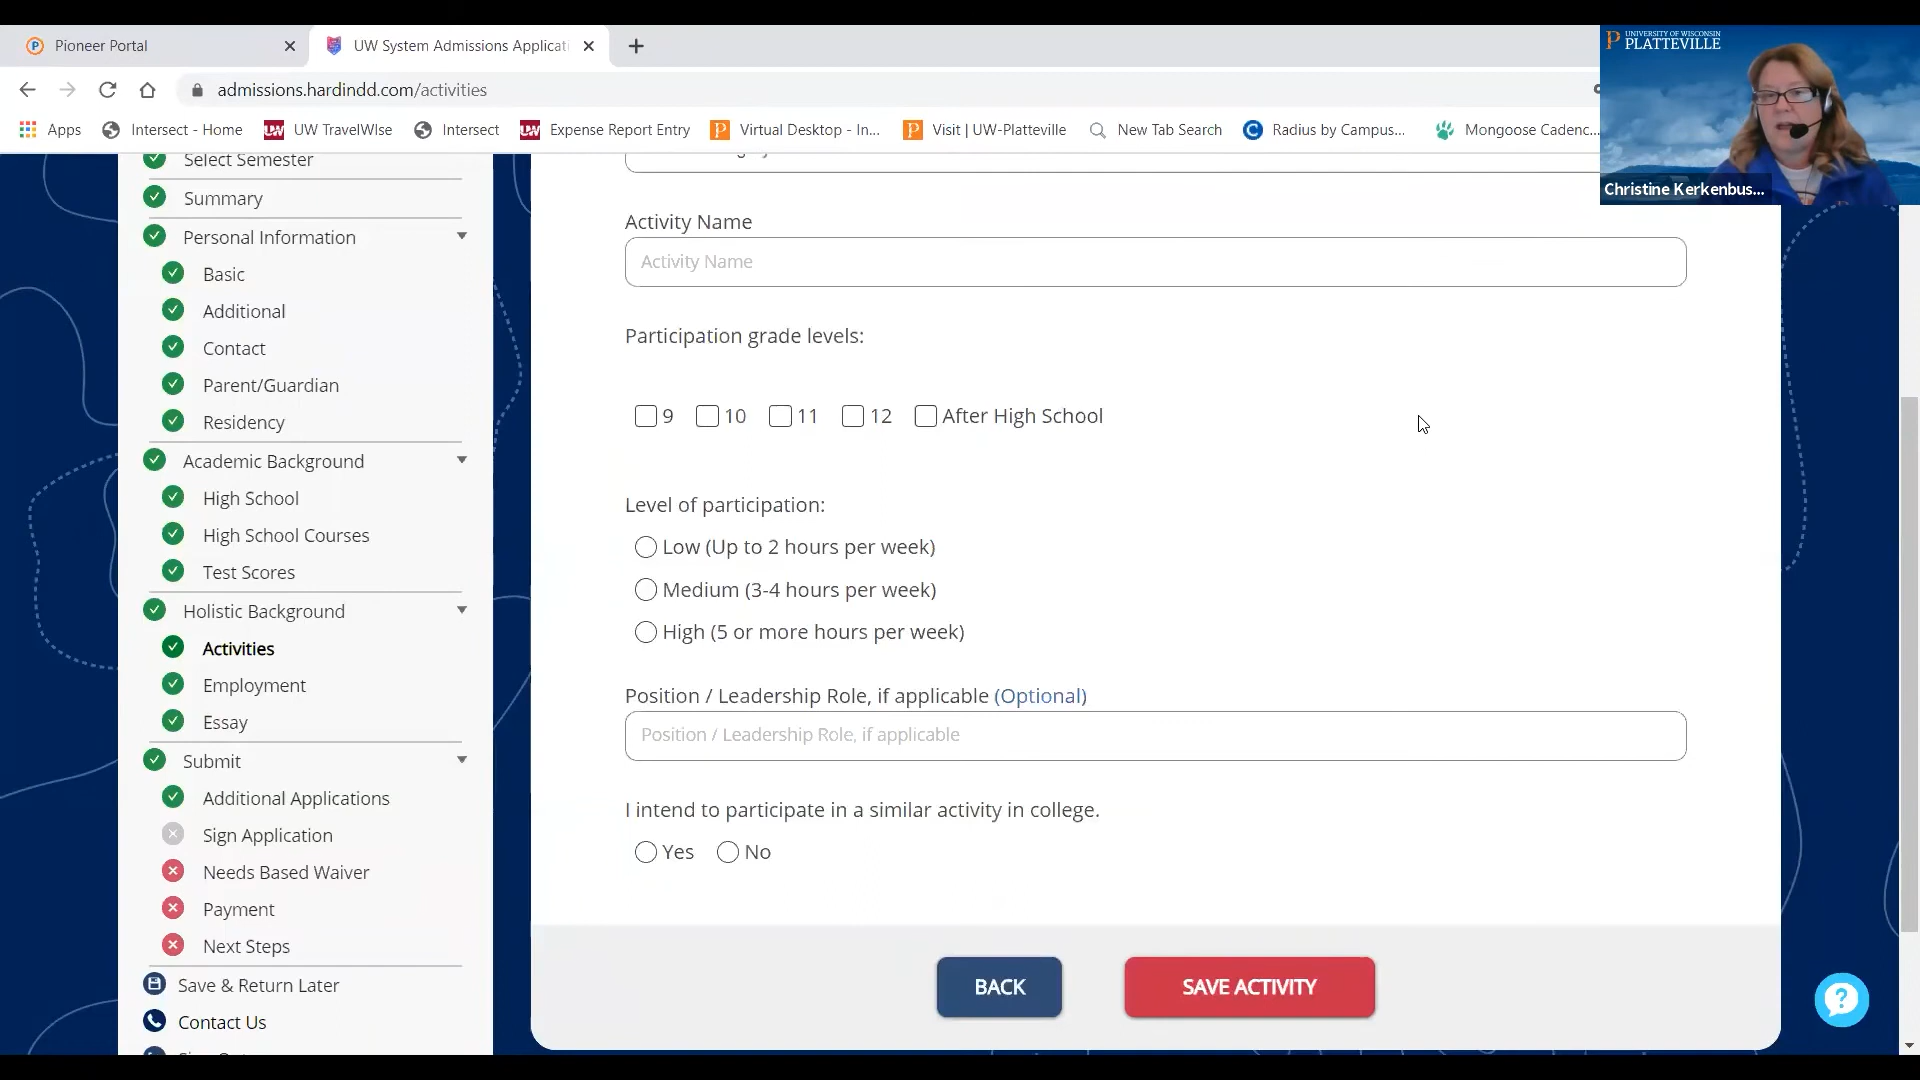 Pioneer Portal
UW System Admissions Applicati
UNIVERSITY OF WISCONSIN
PLATTEVILLE
admissions.hardindd.com/activities
Apps
Intersect - Home
UW TravelWIse
Intersect
Expense Report Entry
Virtual Desktop - In...
Visit | UW-Platteville
New Tab Search
Radius by Campus...
Mongoose Cadenc...
Christine Kerkenbus...
Select Semester
Summary
Personal Information
Basic
Additional
Contact
Parent/Guardian
Residency
Academic Background
High School
High School Courses
Test Scores
Holistic Background
Activities
Employment
Essay
Submit
Additional Applications
Sign Application
Needs Based Waiver
Payment
Next Steps
Save & Return Later
Contact Us
Activity Name
Activity Name
Participation grade levels:
9 10 11 12 After High School
Level of participation:
Low (Up to 2 hours per week)
Medium (3-4 hours per week)
High (5 or more hours per week)
Position / Leadership Role, if applicable (Optional)
Position / Leadership Role, if applicable
I intend to participate in a similar activity in college.
Yes No
BACK
SAVE ACTIVITY